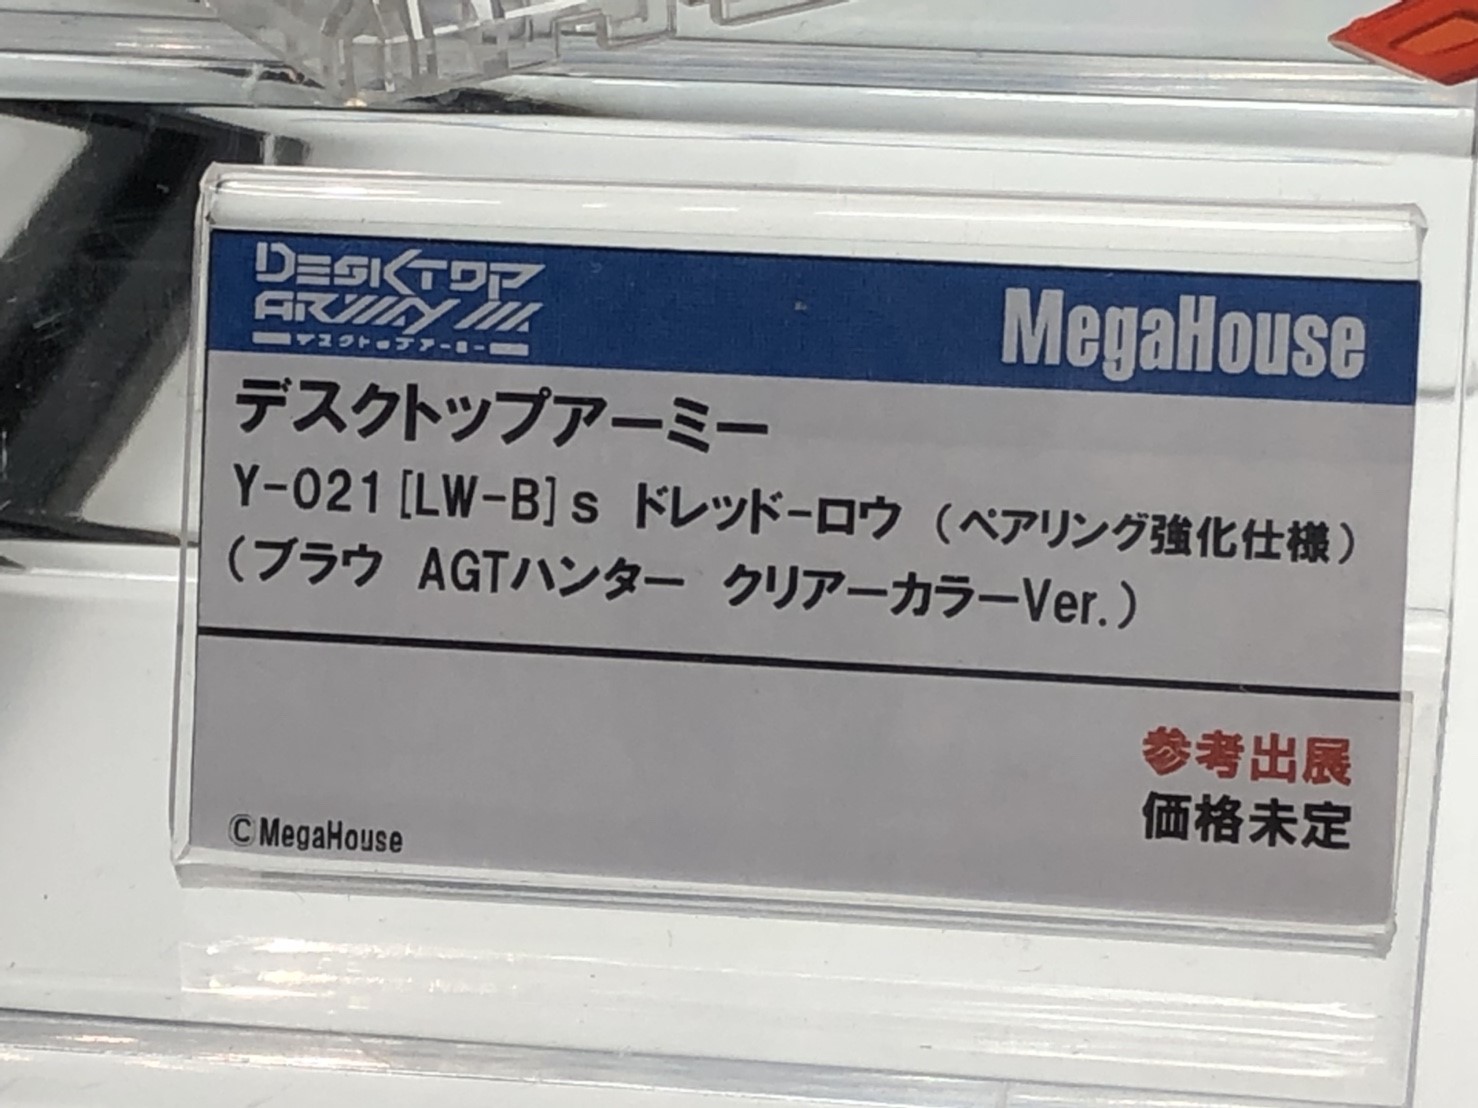 DESKTOP
ARMY
デスクトップアーミー
MegaHouse
デスクトップアーミー
Y-021[LW-B]s ドレッド-ロウ (ペアリング強化仕様)
(ブラウ AGTハンター クリアーカラーVer.)
参考出展
価格未定
©MegaHouse